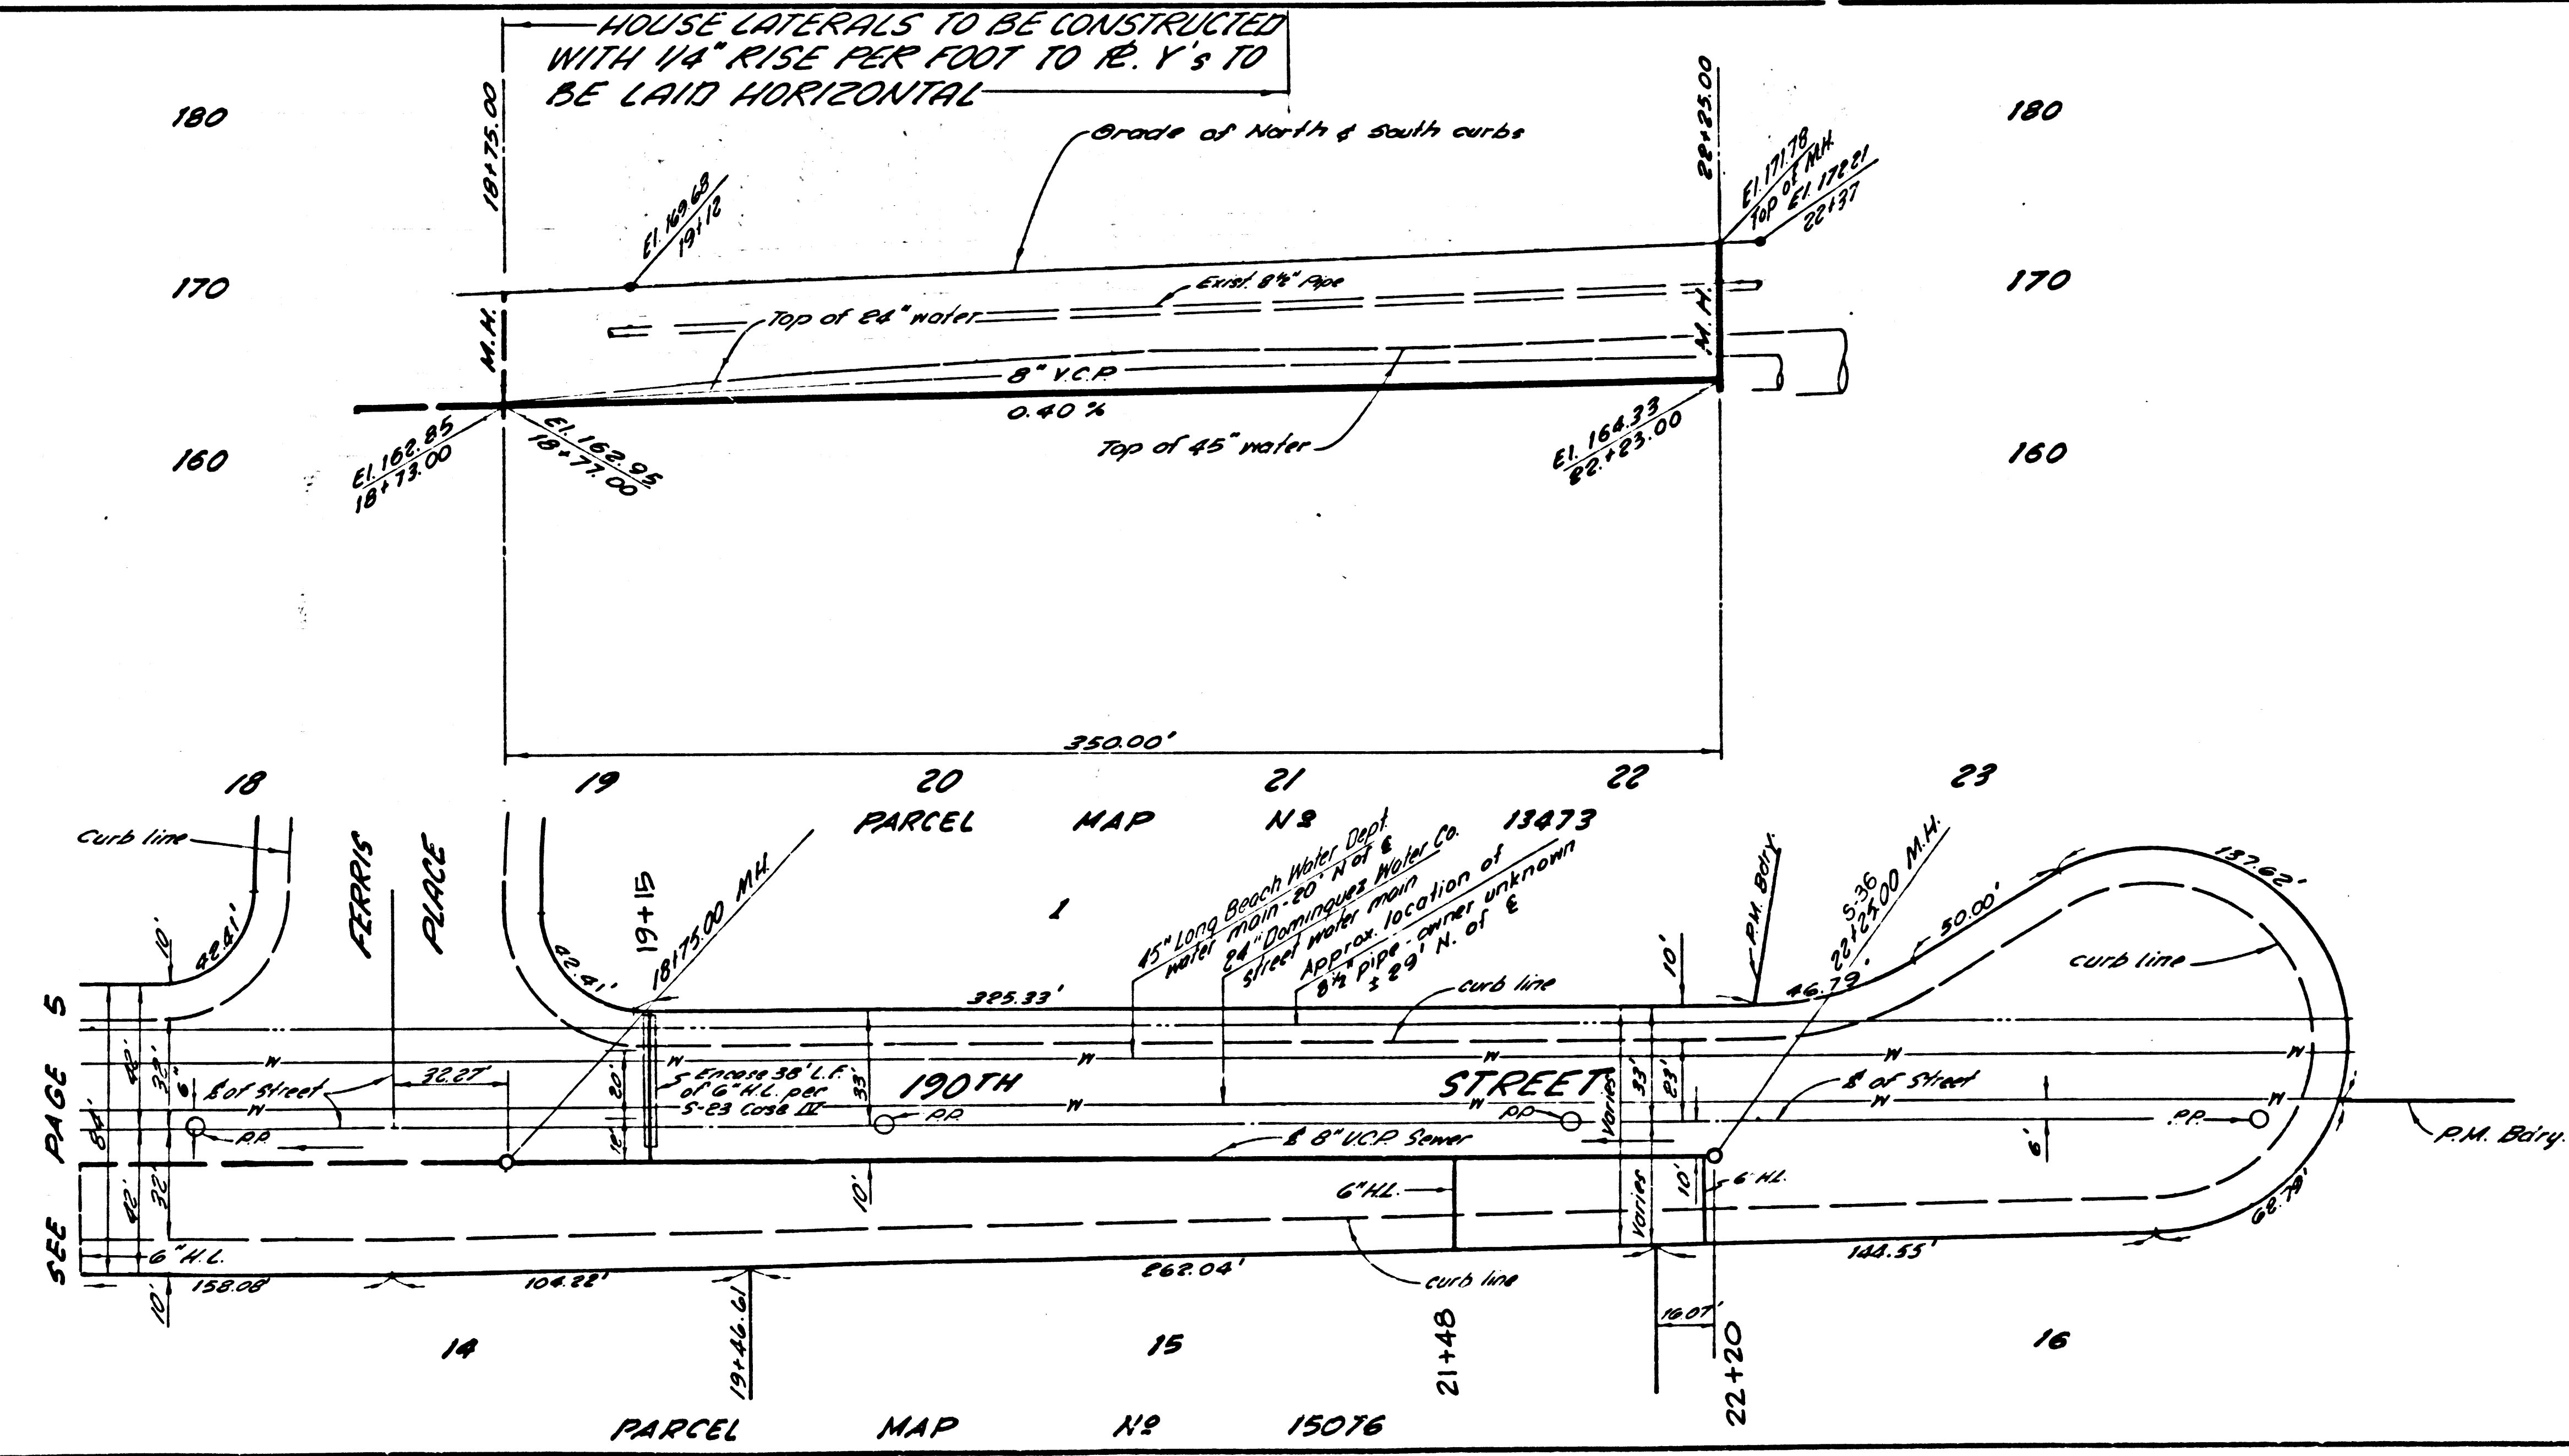 HOUSE LATERALS TO BE CONSTRUCTED
WITH 1/4" RISE PER FOOT TO ⅊. Y's TO
BE LAID HORIZONTAL
180
18+75.00
M.H.
22+25.00
180
Grade of North & South curbs
El. 169.63
19+12
El. 171.78
Top of M.H.
El. 172.21
22+37
170
170
Exist. 8½" Pipe
Top of 24" water
M.H.
8" V.C.P.
0.40 %
Top of 45" water
El. 162.85
18+73.00
El. 162.95
18+77.00
El. 164.33
22+23.00
160
160
350.00'
18
19
20
21
22
23
PARCEL MAP Nº 13473
Curb line
FERRIS
PLACE
42.41'
10'
42.41'
19+15
18+75.00 M.H.
1
45" Long Beach Water Dept.
water main - 20' N of ℄
24" Dominguez Water Co.
street water main
Approx. location of
8½" pipe - owner unknown
± 29' N. of ℄
P.M. Bdry.
S-36
22+25.00 M.H.
50.00'
137.62'
46.79'
curb line
325.33'
curb line
10'
SEE PAGE 5
84'
42'
32'
6'
42'
32'
10'
℄ of Street
32.27'
P.P.
20'
12'
Encase 38' L.F.
of 6" H.L. per
S-23 Case IV
33'
190TH STREET
P.P.
P.P.
Varies
33'
23'
Varies
℄ of Street
P.P.
6'
P.M. Bdry.
℄ 8" V.C.P. Sewer
10'
6" H.L.
10'
6" H.L.
6" H.L.
158.08'
104.22'
262.04'
curb line
144.55'
62.79'
16.07'
14
19+46.61
15
21+48
22+20
16
PARCEL MAP Nº 15076